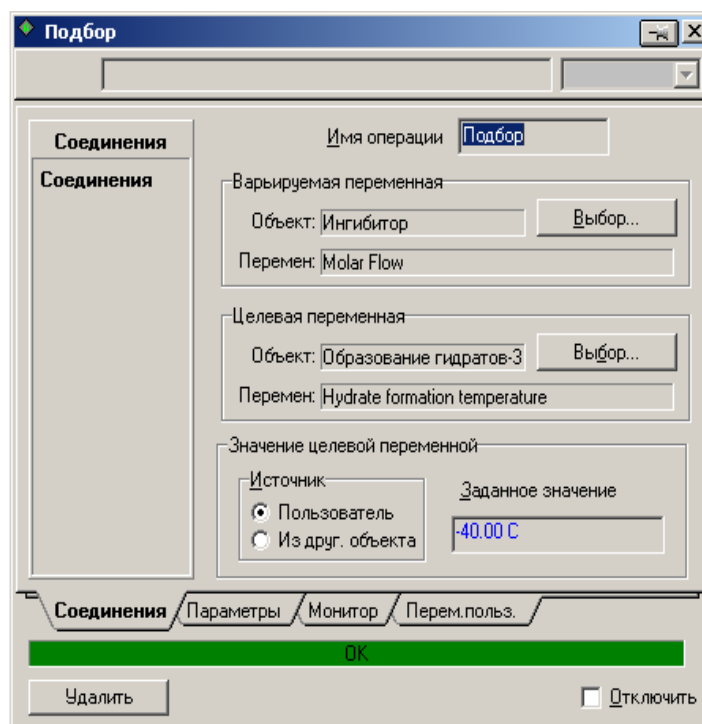 Подбор
Соединения
Соединения
Имя операции Подбор
Варьируемая переменная
Объект: Ингибитор Выбор...
Перемен: Molar Flow
Целевая переменная
Объект: Образование гидратов-3 Выбор...
Перемен: Hydrate formation temperature
Значение целевой переменной
Источник
Пользователь
Из друг. объекта
Заданное значение
-40.00 C
Соединения Параметры Монитор Перем.польз.
OK
Удалить Отключить